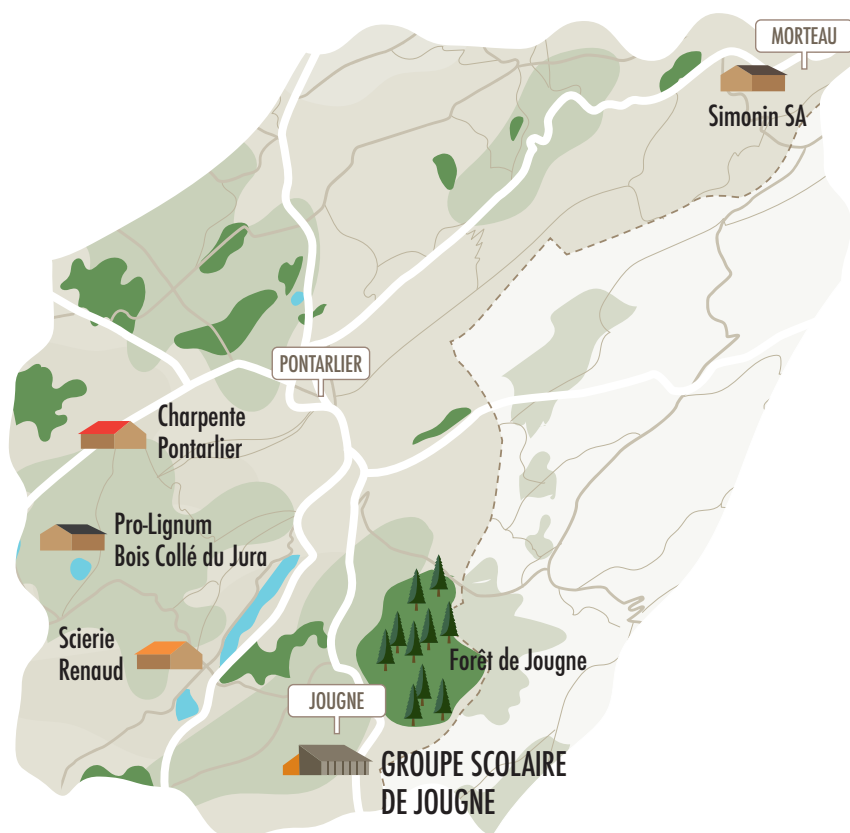 MORTEAU
Simonin SA
PONTARLIER
Charpente
Pontarlier
Pro-Lignum
Bois Collé du Jura
Scierie
Renaud
Forêt de Jougne
JOUGNE
GROUPE SCOLAIRE
DE JOUGNE